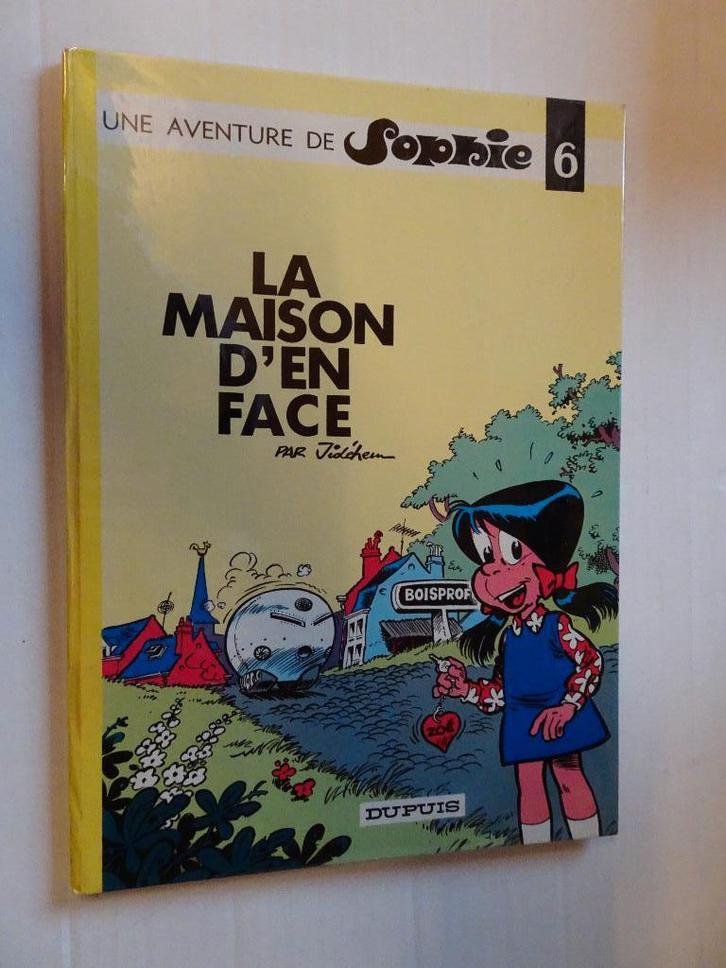 UNE AVENTURE DE Sophie 6
LA
MAISON
D'EN
FACE
PAR Jidéhem
BOISPROF
ZOÉ
DUPUIS